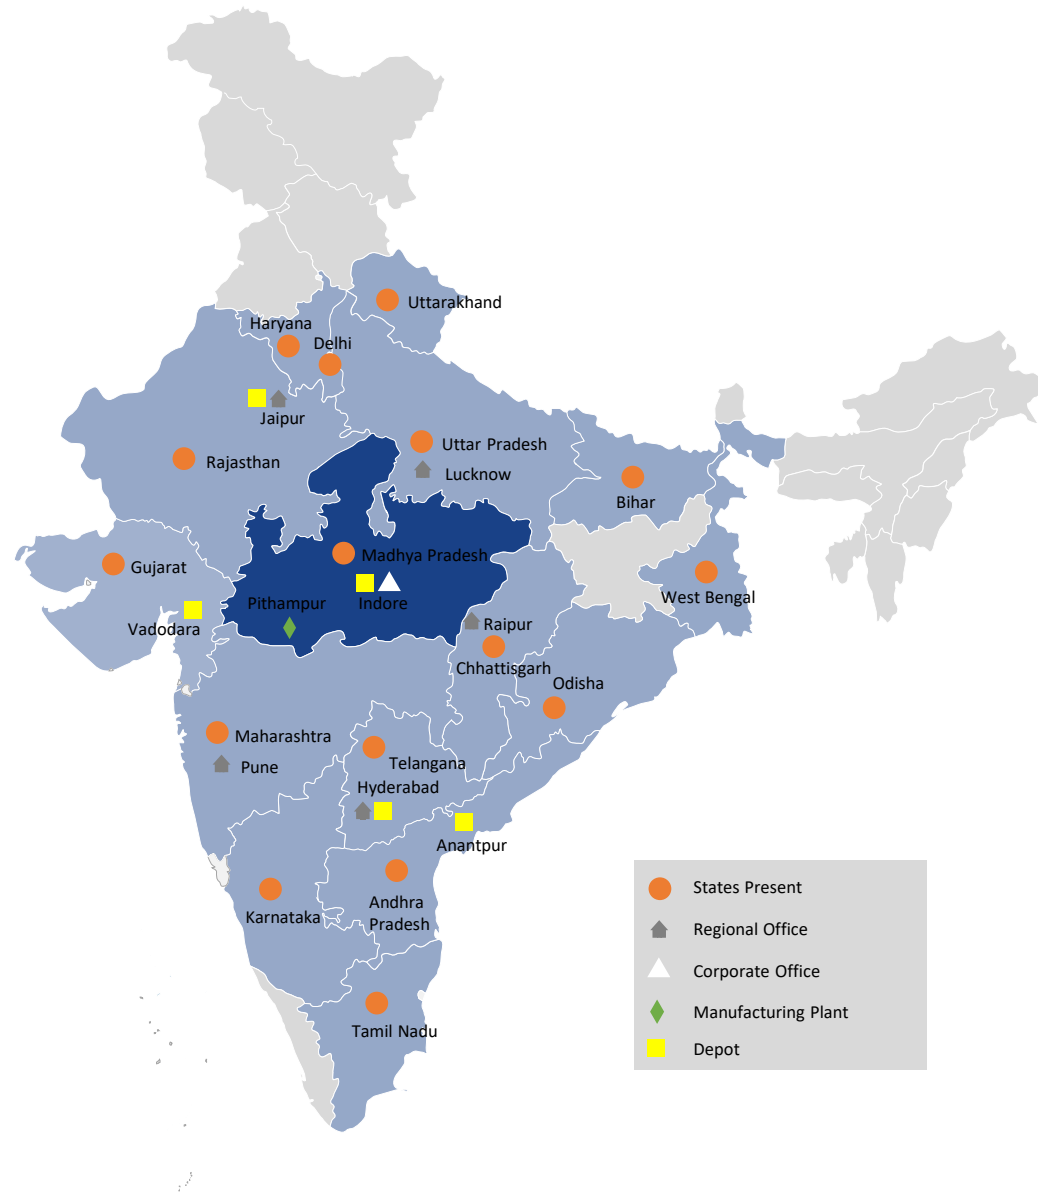 Uttarakhand
Haryana
Delhi
Jaipur
Uttar Pradesh
Rajasthan
Lucknow
Bihar
Madhya Pradesh
Gujarat
West Bengal
Pithampur
Indore
Vadodara
Raipur
Chhattisgarh
Odisha
Maharashtra
Telangana
Pune
Hyderabad
Anantpur
Andhra
Pradesh
Karnataka
Tamil Nadu
States Present
Regional Office
Corporate Office
Manufacturing Plant
Depot